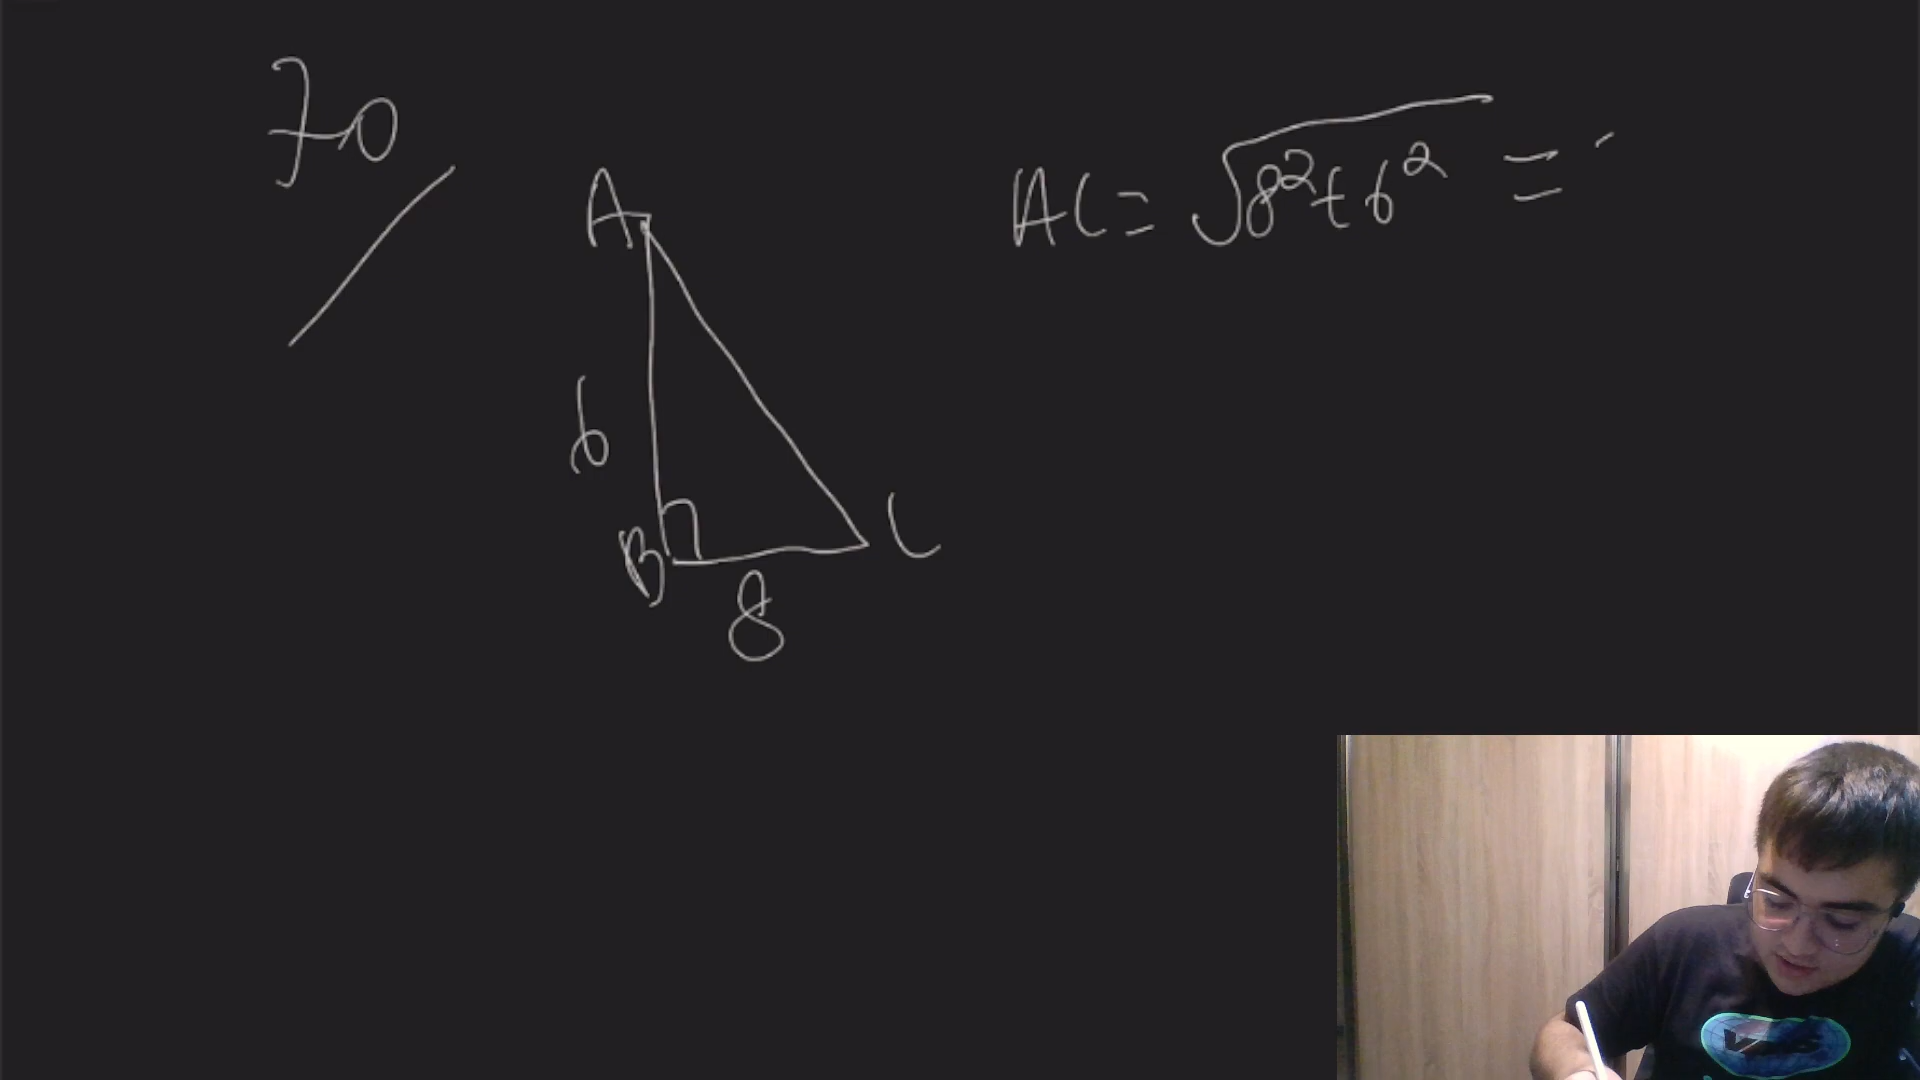 70
AC = √8²+6² =
A
6
B
C
8